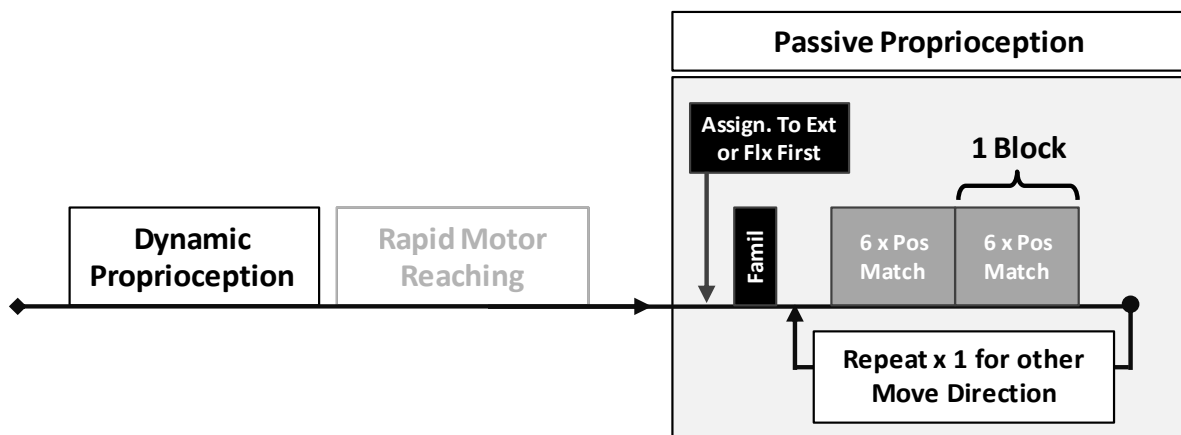 Passive Proprioception
Assign. To Ext
or Flx First
1 Block
Dynamic
Proprioception
Rapid Motor
Reaching
Famil
6 x Pos
Match
6 x Pos
Match
Repeat x 1 for other
Move Direction